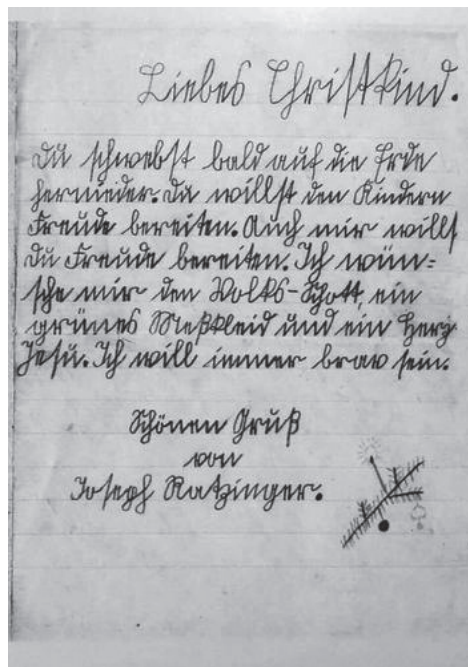 Liebes Christkind.
Du schwebst bald auf die Erde
hernieder. Da willst den Kindern
Freude bereiten. Auch mir willst
Du Freude bereiten. Ich wün=
sche mir den Volks-Schott, ein
grünes Meßkleid und ein Herz
Jesu. Ich will immer brav sein.
Schönen Gruß
von
Joseph Ratzinger.